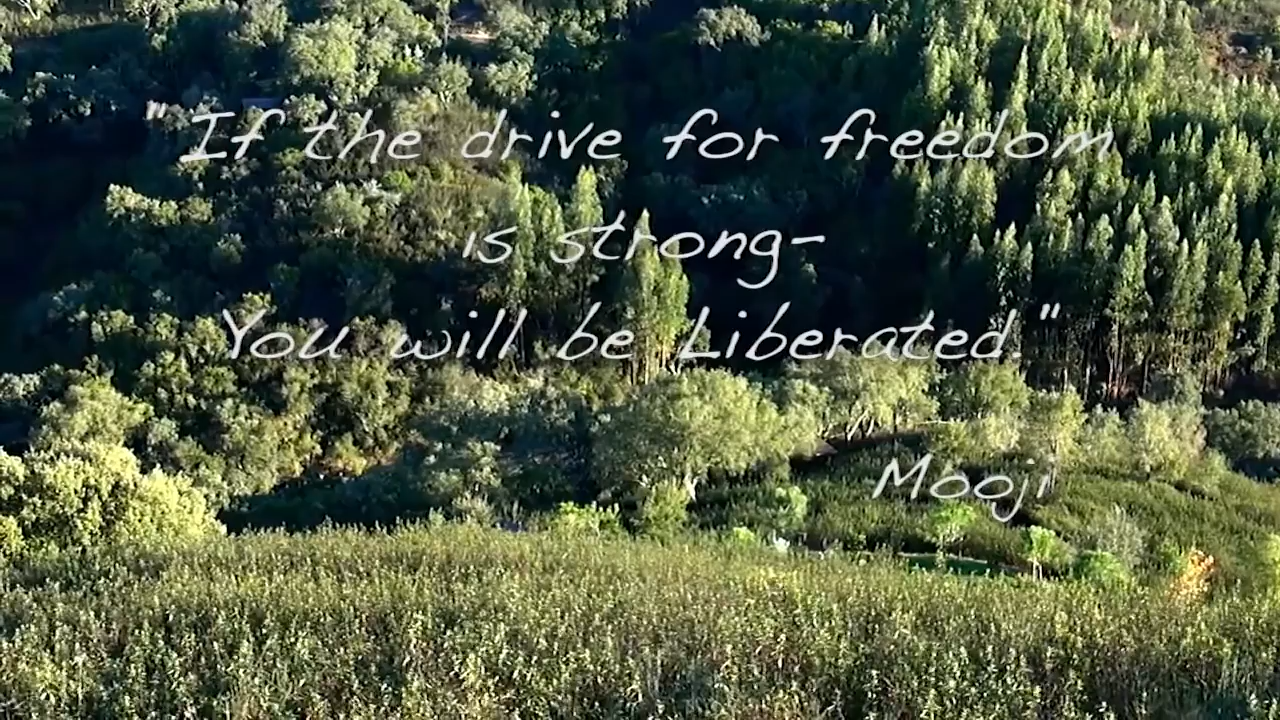 "If the drive for freedom
is strong-
You will be Liberated."
Mooji